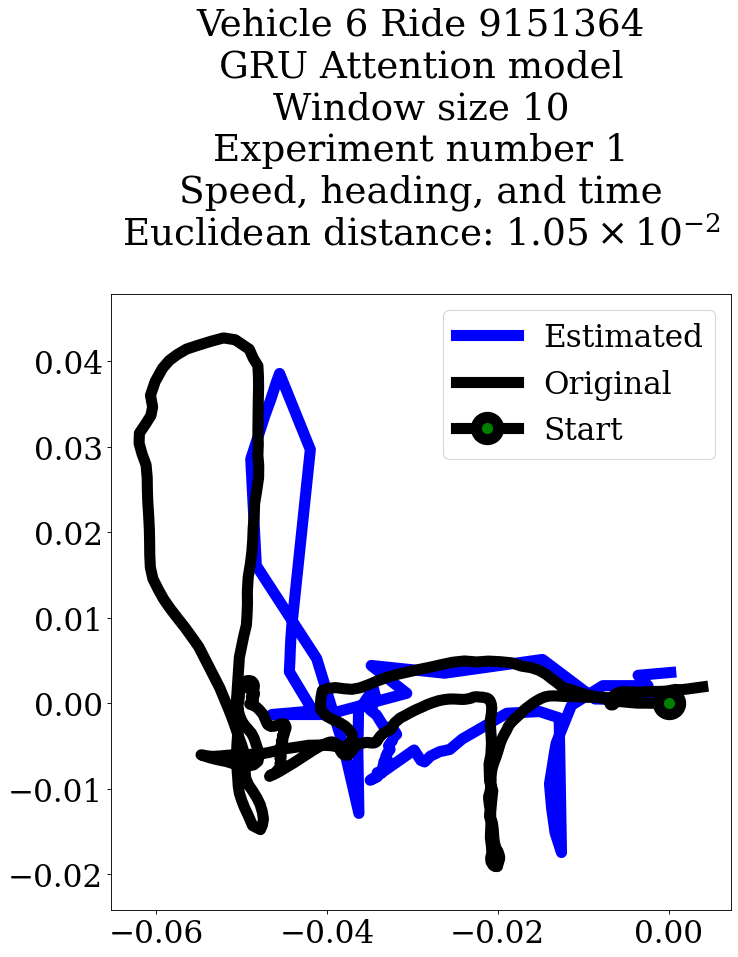 Vehicle 6 Ride 9151364
GRU Attention model
Window size 10
Experiment number 1
Speed, heading, and time
Euclidean distance: 1.05 × 10⁻²
Estimated
Original
Start
0.04
0.03
0.02
0.01
0.00
−0.01
−0.02
−0.06 −0.04 −0.02 0.00